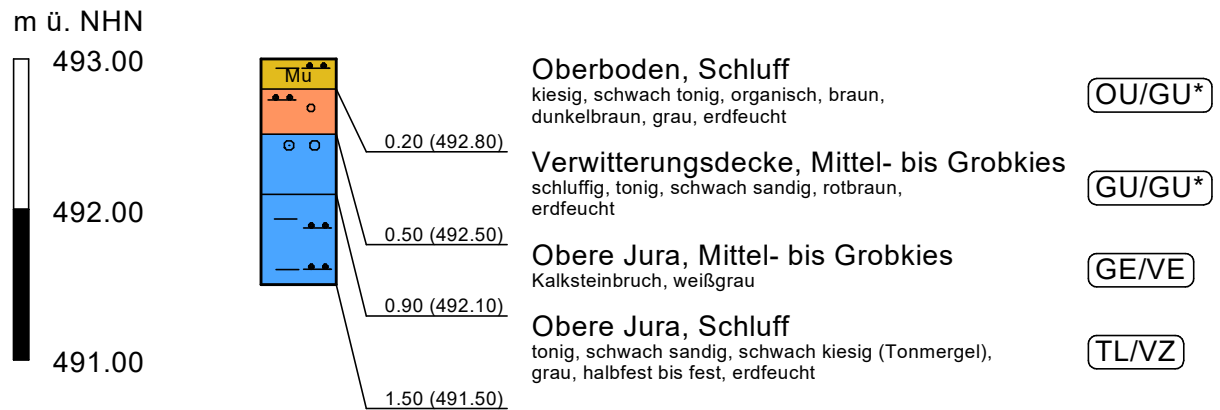 m ü. NHN
493.00
492.00
491.00
Mu
0.20 (492.80)
0.50 (492.50)
0.90 (492.10)
1.50 (491.50)
Oberboden, Schluff
kiesig, schwach tonig, organisch, braun,
dunkelbraun, grau, erdfeucht
OU/GU*
Verwitterungsdecke, Mittel- bis Grobkies
schluffig, tonig, schwach sandig, rotbraun,
erdfeucht
GU/GU*
Obere Jura, Mittel- bis Grobkies
Kalksteinbruch, weißgrau
GE/VE
Obere Jura, Schluff
tonig, schwach sandig, schwach kiesig (Tonmergel),
grau, halbfest bis fest, erdfeucht
TL/VZ